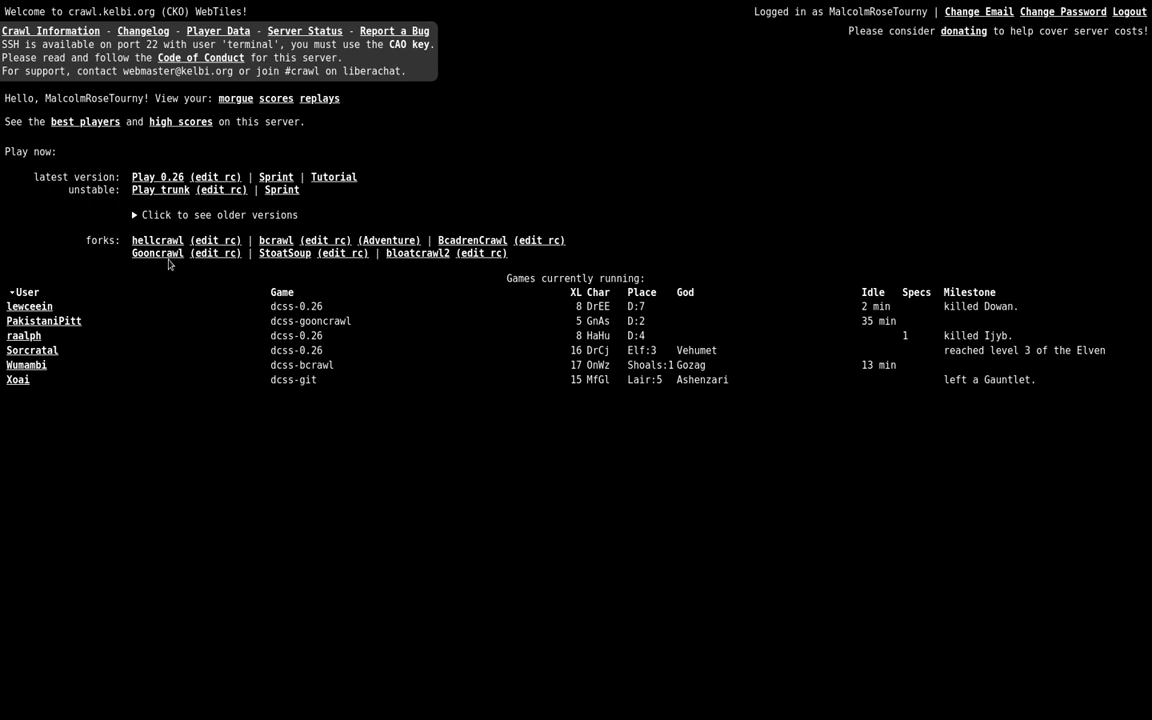 Welcome to crawl.kelbi.org (CKO) WebTiles!
Logged in as MalcolmRoseTourny | Change Email Change Password Logout
Crawl Information - Changelog - Player Data - Server Status - Report a Bug
Please consider donating to help cover server costs!
SSH is available on port 22 with user 'terminal', you must use the CAO key.
Please read and follow the Code of Conduct for this server.
For support, contact webmaster@kelbi.org or join #crawl on liberachat.
Hello, MalcolmRoseTourny! View your: morgue scores replays
See the best players and high scores on this server.
Play now:
latest version: Play 0.26 (edit rc) | Sprint | Tutorial
unstable: Play trunk (edit rc) | Sprint
Click to see older versions
forks: hellcrawl (edit rc) | bcrawl (edit rc) (Adventure) | BcadrenCrawl (edit rc)
Gooncrawl (edit rc) | StoatSoup (edit rc) | bloatcrawl2 (edit rc)
Games currently running:
User Game XL Char Place God Idle Specs Milestone
lewceein dcss-0.26 8 DrEE D:7 2 min killed Dowan.
PakistaniPitt dcss-gooncrawl 5 GnAs D:2 35 min
raalph dcss-0.26 8 HaHu D:4 1 killed Ijyb.
Sorcratal dcss-0.26 16 DrCj Elf:3 Vehumet reached level 3 of the Elven
Wumambi dcss-bcrawl 17 OnWz Shoals:1 Gozag 13 min
Xoai dcss-git 15 MfGl Lair:5 Ashenzari left a Gauntlet.